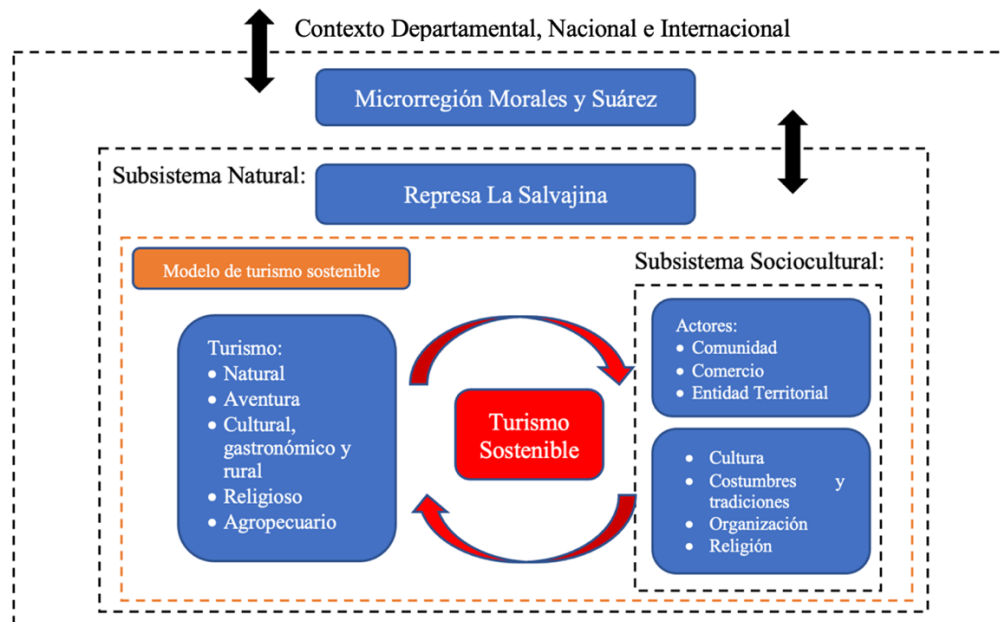 Contexto Departamental, Nacional e Internacional
Microrregión Morales y Suárez
Subsistema Natural:
Represa La Salvajina
Modelo de turismo sostenible
Subsistema Sociocultural:
Turismo:
• Natural
• Aventura
• Cultural,
gastronómico y
rural
• Religioso
• Agropecuario
Turismo
Sostenible
Actores:
• Comunidad
• Comercio
• Entidad Territorial
• Cultura
• Costumbres y
tradiciones
• Organización
• Religión